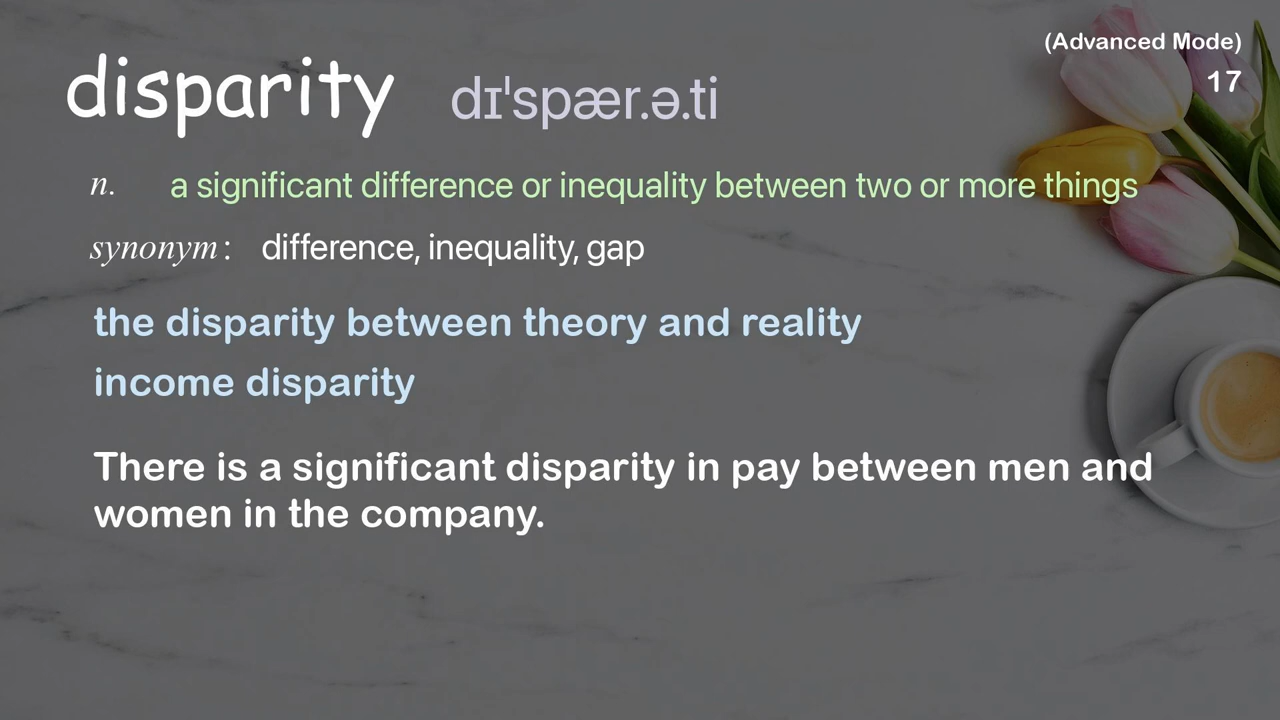 (Advanced Mode)
17
disparity dɪˈspær.ə.ti
n. a significant difference or inequality between two or more things
synonym: difference, inequality, gap
the disparity between theory and reality
income disparity
There is a significant disparity in pay between men and
women in the company.